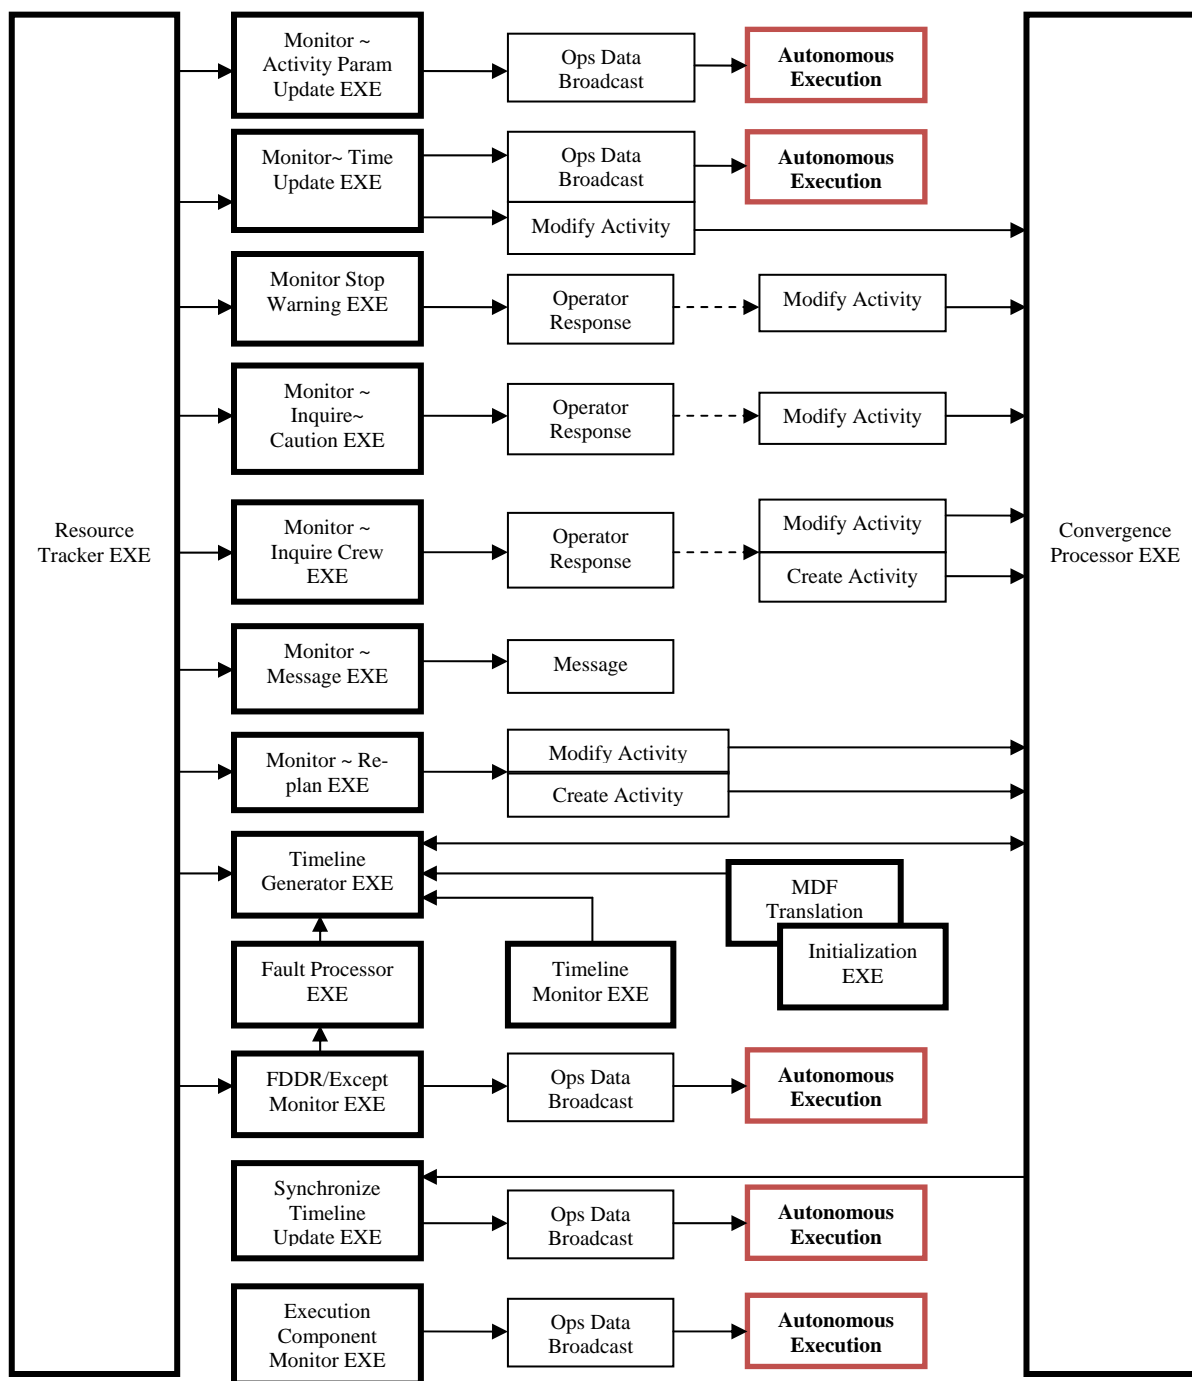 Monitor ~
Activity Param
Update EXE
Ops Data
Broadcast
Autonomous
Execution
Monitor~ Time
Update EXE
Ops Data
Broadcast
Autonomous
Execution
Modify Activity
Monitor Stop
Warning EXE
Operator
Response
Modify Activity
Monitor ~
Inquire~
Caution EXE
Operator
Response
Modify Activity
Resource
Tracker EXE
Monitor ~
Inquire Crew
EXE
Operator
Response
Modify Activity
Create Activity
Convergence
Processor EXE
Monitor ~
Message EXE
Message
Monitor ~ Re-
plan EXE
Modify Activity
Create Activity
Timeline
Generator EXE
MDF
Translation
Initialization
EXE
Fault Processor
EXE
Timeline
Monitor EXE
FDDR/Except
Monitor EXE
Ops Data
Broadcast
Autonomous
Execution
Synchronize
Timeline
Update EXE
Ops Data
Broadcast
Autonomous
Execution
Execution
Component
Monitor EXE
Ops Data
Broadcast
Autonomous
Execution